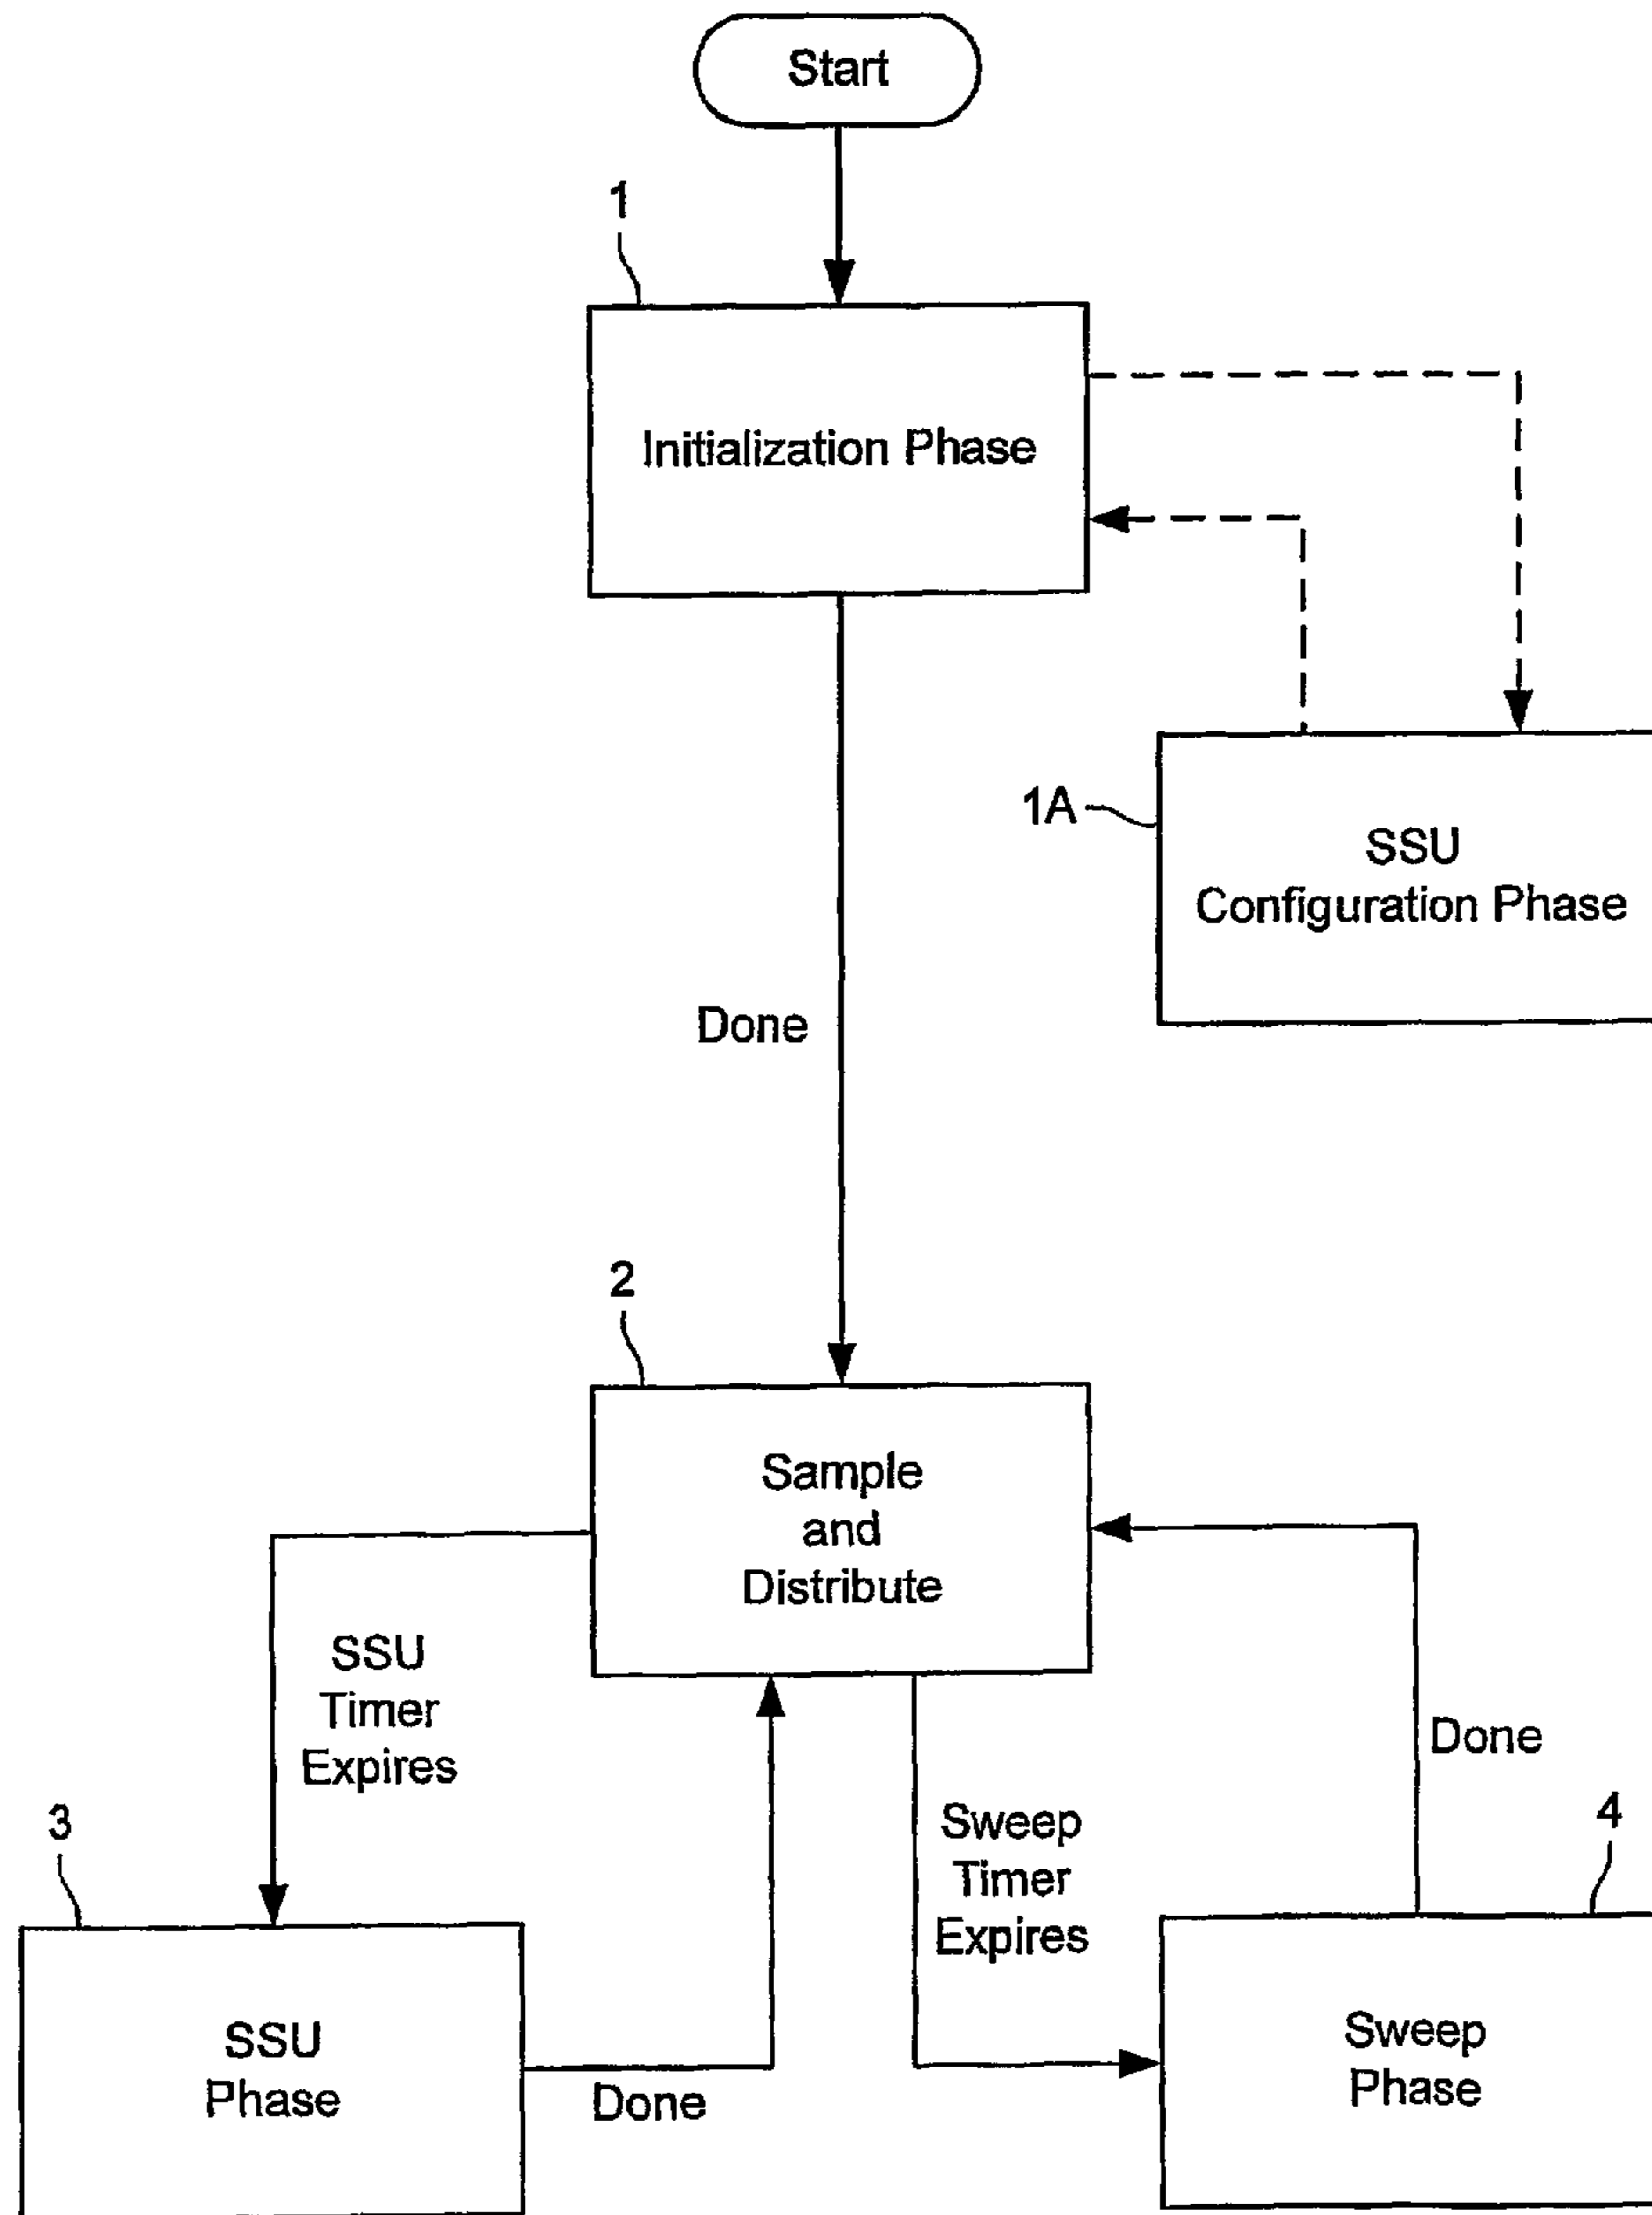 Start
1
Initialization Phase
1A
SSU
Configuration Phase
Done
2
Sample
and
Distribute
SSU
Timer
Expires
Done
Sweep
Timer
Expires
3
4
SSU
Phase
Done
Sweep
Phase